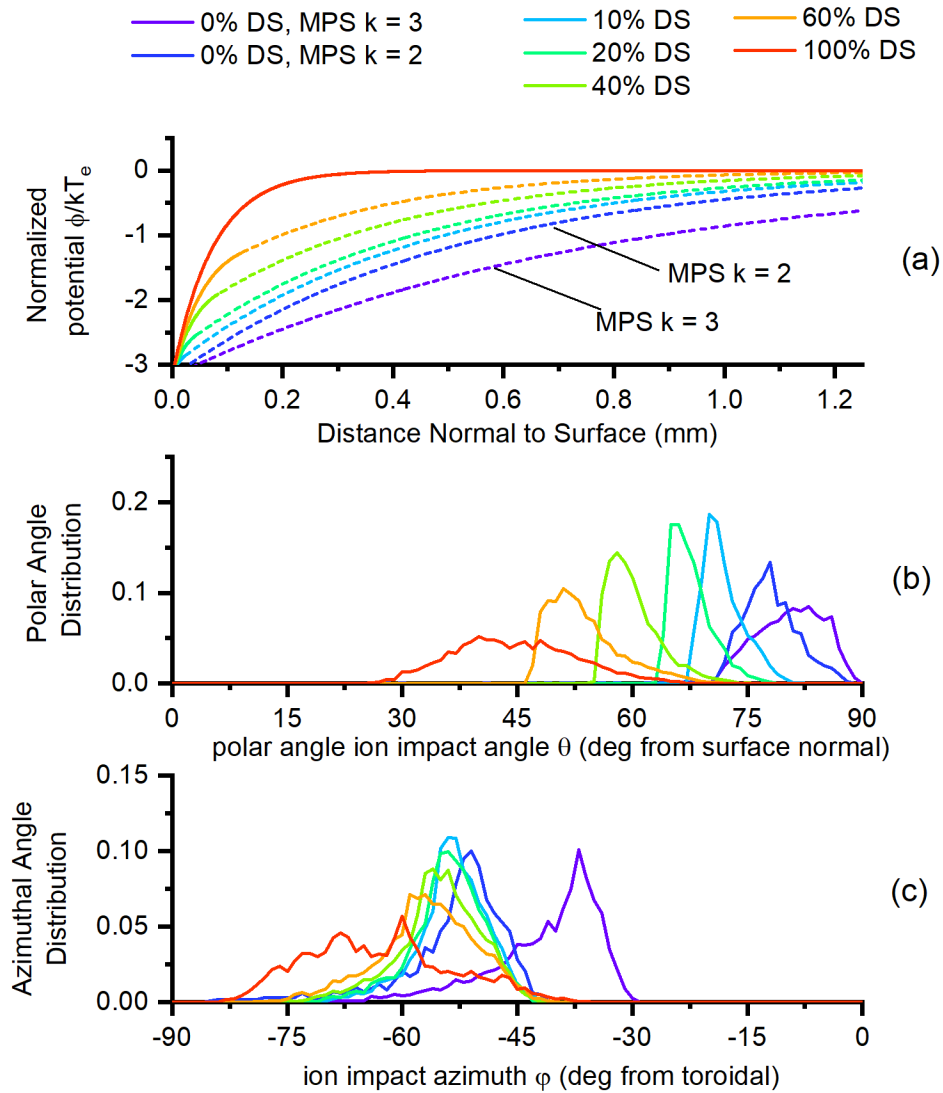 0% DS, MPS k = 3
0% DS, MPS k = 2
10% DS
20% DS
40% DS
60% DS
100% DS
Normalized
potential ϕ/kTe
0
-1
-2
-3
MPS k = 2
MPS k = 3
(a)
0.0 0.2 0.4 0.6 0.8 1.0 1.2
Distance Normal to Surface (mm)
Polar Angle
Distribution
0.2
0.1
0.0
(b)
0 15 30 45 60 75 90
polar angle ion impact angle θ (deg from surface normal)
Azimuthal Angle
Distribution
0.15
0.10
0.05
0.00
(c)
-90 -75 -60 -45 -30 -15 0
ion impact azimuth φ (deg from toroidal)